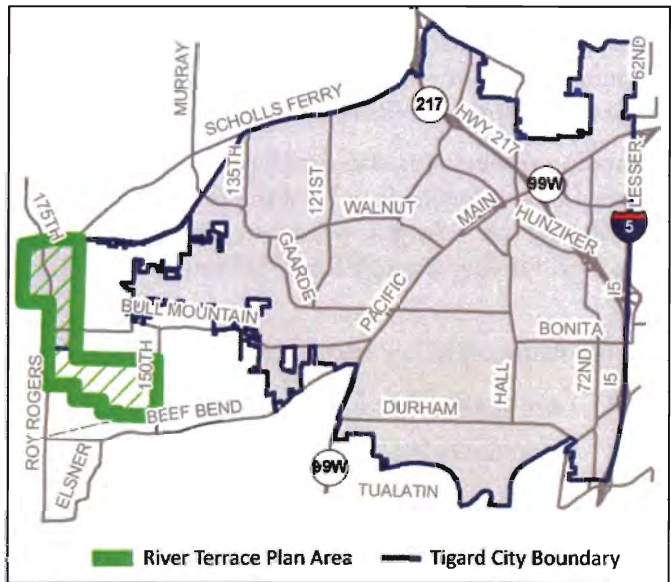 62ND
MURRAY
SCHOLLS FERRY
217
HWY 217
99W
LESSER
135TH
121ST
WALNUT
MAIN
HUNZIKER
5
175TH
GAARDE
PACIFIC
I5
BULL MOUNTAIN
BONITA
150TH
HALL
72ND
I5
ROY ROGERS
BEEF BEND
DURHAM
ELSNER
99W
TUALATIN
River Terrace Plan Area
Tigard City Boundary